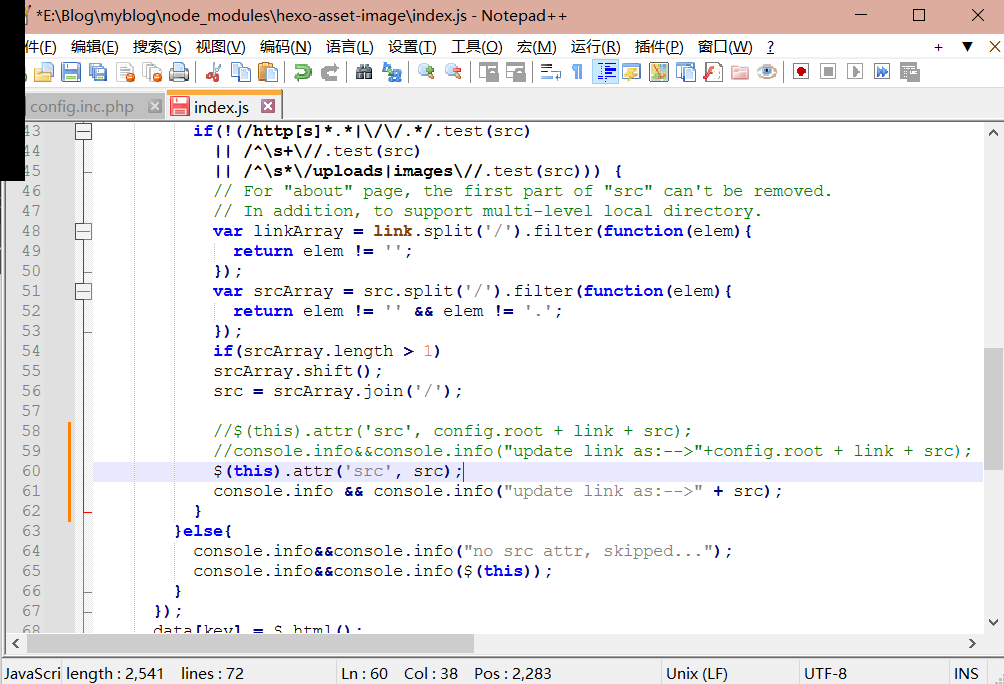 *E:\Blog\myblog\node_modules\hexo-asset-image\index.js - Notepad++
件(F) 编辑(E) 搜索(S) 视图(V) 编码(N) 语言(L) 设置(T) 工具(O) 宏(M) 运行(R) 插件(P) 窗口(W) ? + ▼ X
config.inc.php index.js
43 if(!(/http[s]*.*|\/\/.*/.test(src)
44 || /^\s+\//.test(src)
45 || /^\s*\/uploads|images\//.test(src))) {
46 // For "about" page, the first part of "src" can't be removed.
47 // In addition, to support multi-level local directory.
48 var linkArray = link.split('/').filter(function(elem){
49 return elem != '';
50 });
51 var srcArray = src.split('/').filter(function(elem){
52 return elem != '' && elem != '.';
53 });
54 if(srcArray.length > 1)
55 srcArray.shift();
56 src = srcArray.join('/');
57
58 //$(this).attr('src', config.root + link + src);
59 //console.info&&console.info("update link as:-->"+config.root + link + src);
60 $(this).attr('src', src);
61 console.info && console.info("update link as:-->" + src);
62 }
63 }else{
64 console.info&&console.info("no src attr, skipped...");
65 console.info&&console.info($(this));
66 }
67 });
68 data[key] = $.html();
JavaScri length : 2,541 lines : 72 Ln : 60 Col : 38 Pos : 2,283 Unix (LF) UTF-8 INS